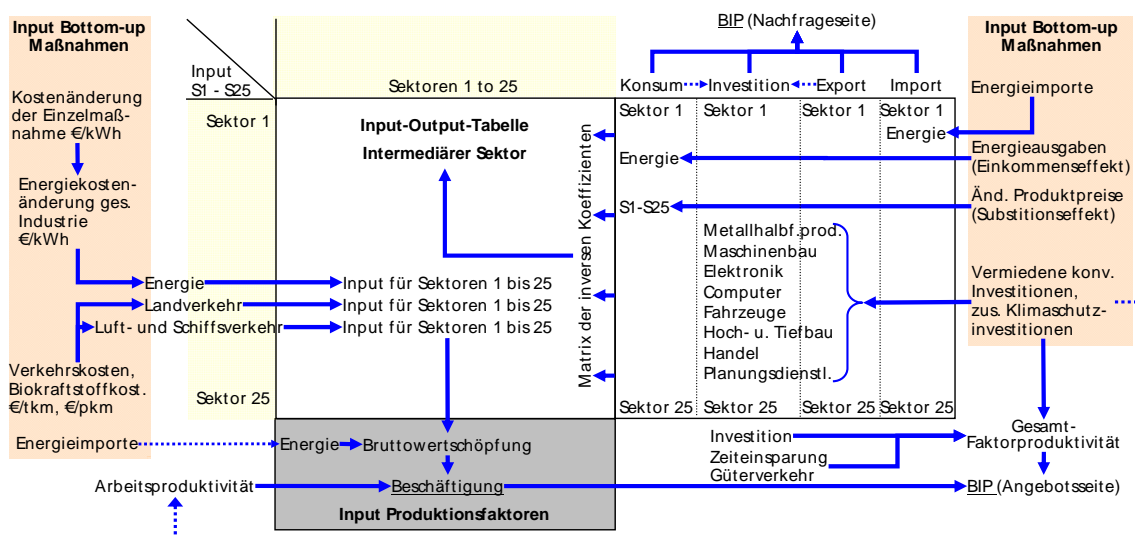 Input Bottom-up
Maßnahmen
Kostenänderung
der Einzelmaß-
nahme €/kWh
Energiekosten-
änderung ges.
Industrie
€/kWh
Verkehrskosten,
Biokraftstoffkost.
€/tkm, €/pkm
Energieimporte
Arbeitsproduktivität
Input
S1 - S25
Sektor 1
Sektor 25
Energie
Landverkehr
Luft- und Schiffsverkehr
Sektoren 1 to 25
Input-Output-Tabelle
Intermediärer Sektor
Input für Sektoren 1 bis 25
Input für Sektoren 1 bis 25
Input für Sektoren 1 bis 25
Matrix der inversen Koeffizienten
Energie
Bruttowertschöpfung
Beschäftigung
Input Produktionsfaktoren
BIP (Nachfrageseite)
Konsum
Investition
Export
Import
Sektor 1
Sektor 1
Sektor 1
Sektor 1
Energie
Energie
S1-S25
Metallhalbf.prod.
Maschinenbau
Elektronik
Computer
Fahrzeuge
Hoch- u. Tiefbau
Handel
Planungsdienstl.
Sektor 25
Sektor 25
Sektor 25
Sektor 25
Investition
Zeiteinsparung
Güterverkehr
Input Bottom-up
Maßnahmen
Energieimporte
Energieausgaben
(Einkommenseffekt)
Änd. Produktpreise
(Substitionseffekt)
Vermiedene konv.
Investitionen,
zus. Klimaschutz-
investitionen
Gesamt-
Faktorproduktivität
BIP (Angebotsseite)